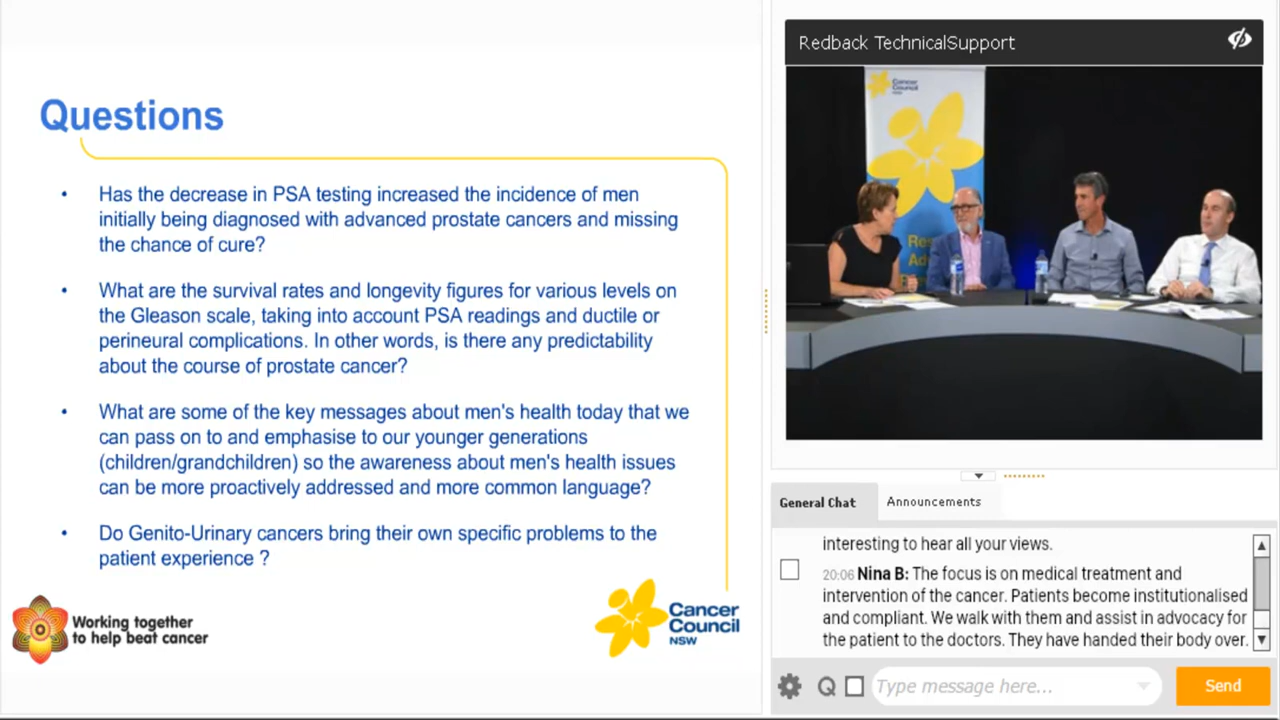 Questions
• Has the decrease in PSA testing increased the incidence of men
initially being diagnosed with advanced prostate cancers and missing
the chance of cure?
• What are the survival rates and longevity figures for various levels on
the Gleason scale, taking into account PSA readings and ductile or
perineural complications. In other words, is there any predictability
about the course of prostate cancer?
• What are some of the key messages about men's health today that we
can pass on to and emphasise to our younger generations
(children/grandchildren) so the awareness about men's health issues
can be more proactively addressed and more common language?
• Do Genito-Urinary cancers bring their own specific problems to the
patient experience ?
Working together
to help beat cancer
Cancer
Council
NSW
Redback TechnicalSupport
Cancer
Council
NSW
General Chat
Announcements
interesting to hear all your views.
20:06 Nina B: The focus is on medical treatment and
intervention of the cancer. Patients become institutionalised
and compliant. We walk with them and assist in advocacy for
the patient to the doctors. They have handed their body over.
Q
Type message here...
Send